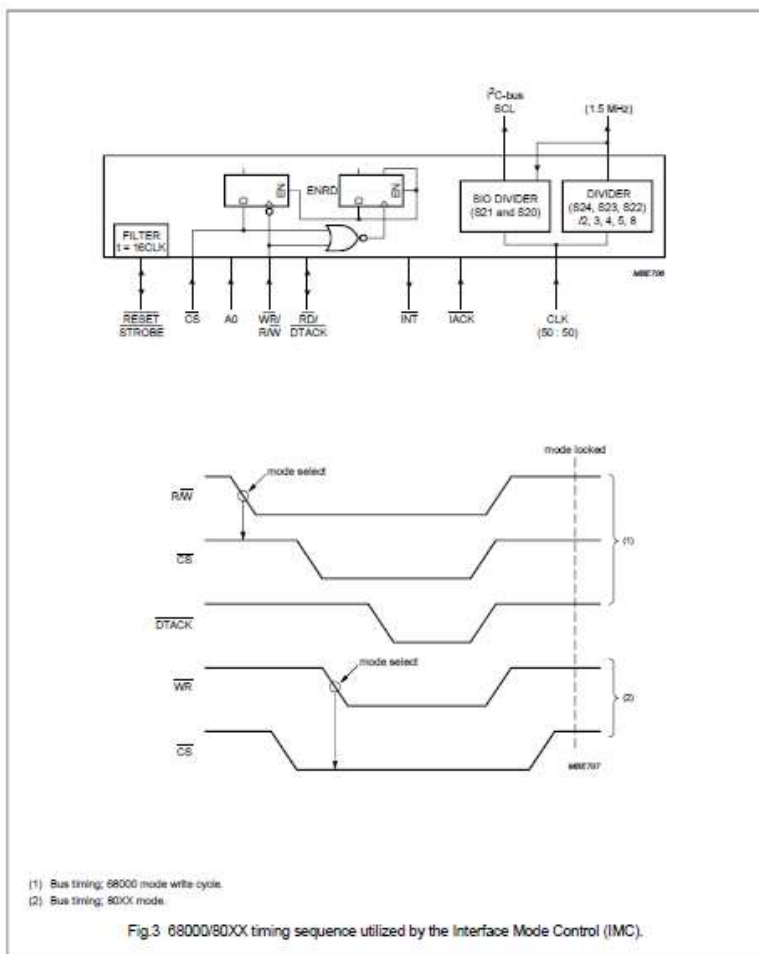 I²C-bus
SCL
(1.5 MHz)
ENRD
EN
EN
SIO DIVIDER
(S21 and S20)
DIVIDER
(S24, S23, S22)
/2, 3, 4, 5, 8
FILTER
t = 16CLK
MBE706
RESET
STROBE
CS
A0
WR/
R/W
RD/
DTACK
INT
IACK
CLK
(50 : 50)
mode locked
mode select
R/W
(1)
CS
DTACK
mode select
WR
(2)
CS
MBE707
(1) Bus timing; 68000 mode write cycle.
(2) Bus timing; 80XX mode.
Fig.3 68000/80XX timing sequence utilized by the Interface Mode Control (IMC).